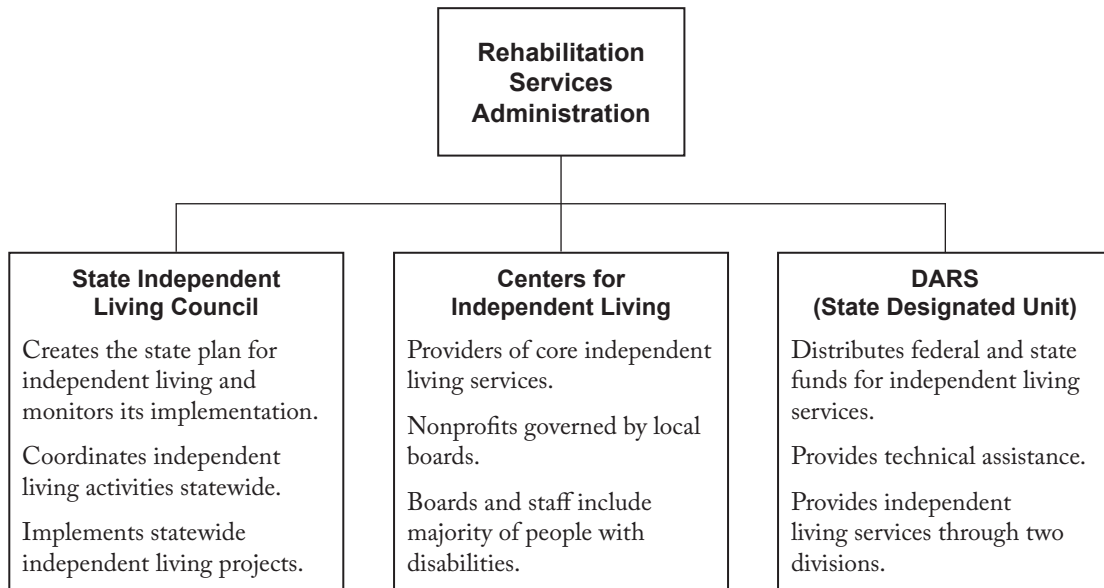 Rehabilitation
Services
Administration
State Independent
Living Council
Creates the state plan for
independent living and
monitors its implementation.
Coordinates independent
living activities statewide.
Implements statewide
independent living projects.
Centers for
Independent Living
Providers of core independent
living services.
Nonprofits governed by local
boards.
Boards and staff include
majority of people with
disabilities.
DARS
(State Designated Unit)
Distributes federal and state
funds for independent living
services.
Provides technical assistance.
Provides independent
living services through two
divisions.